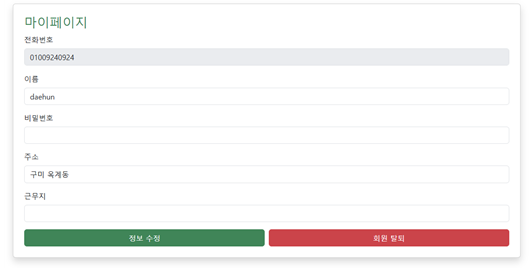 마이페이지
전화번호
01009240924
이름
daehun
비밀번호
주소
구미 옥계동
근무지
정보 수정
회원 탈퇴